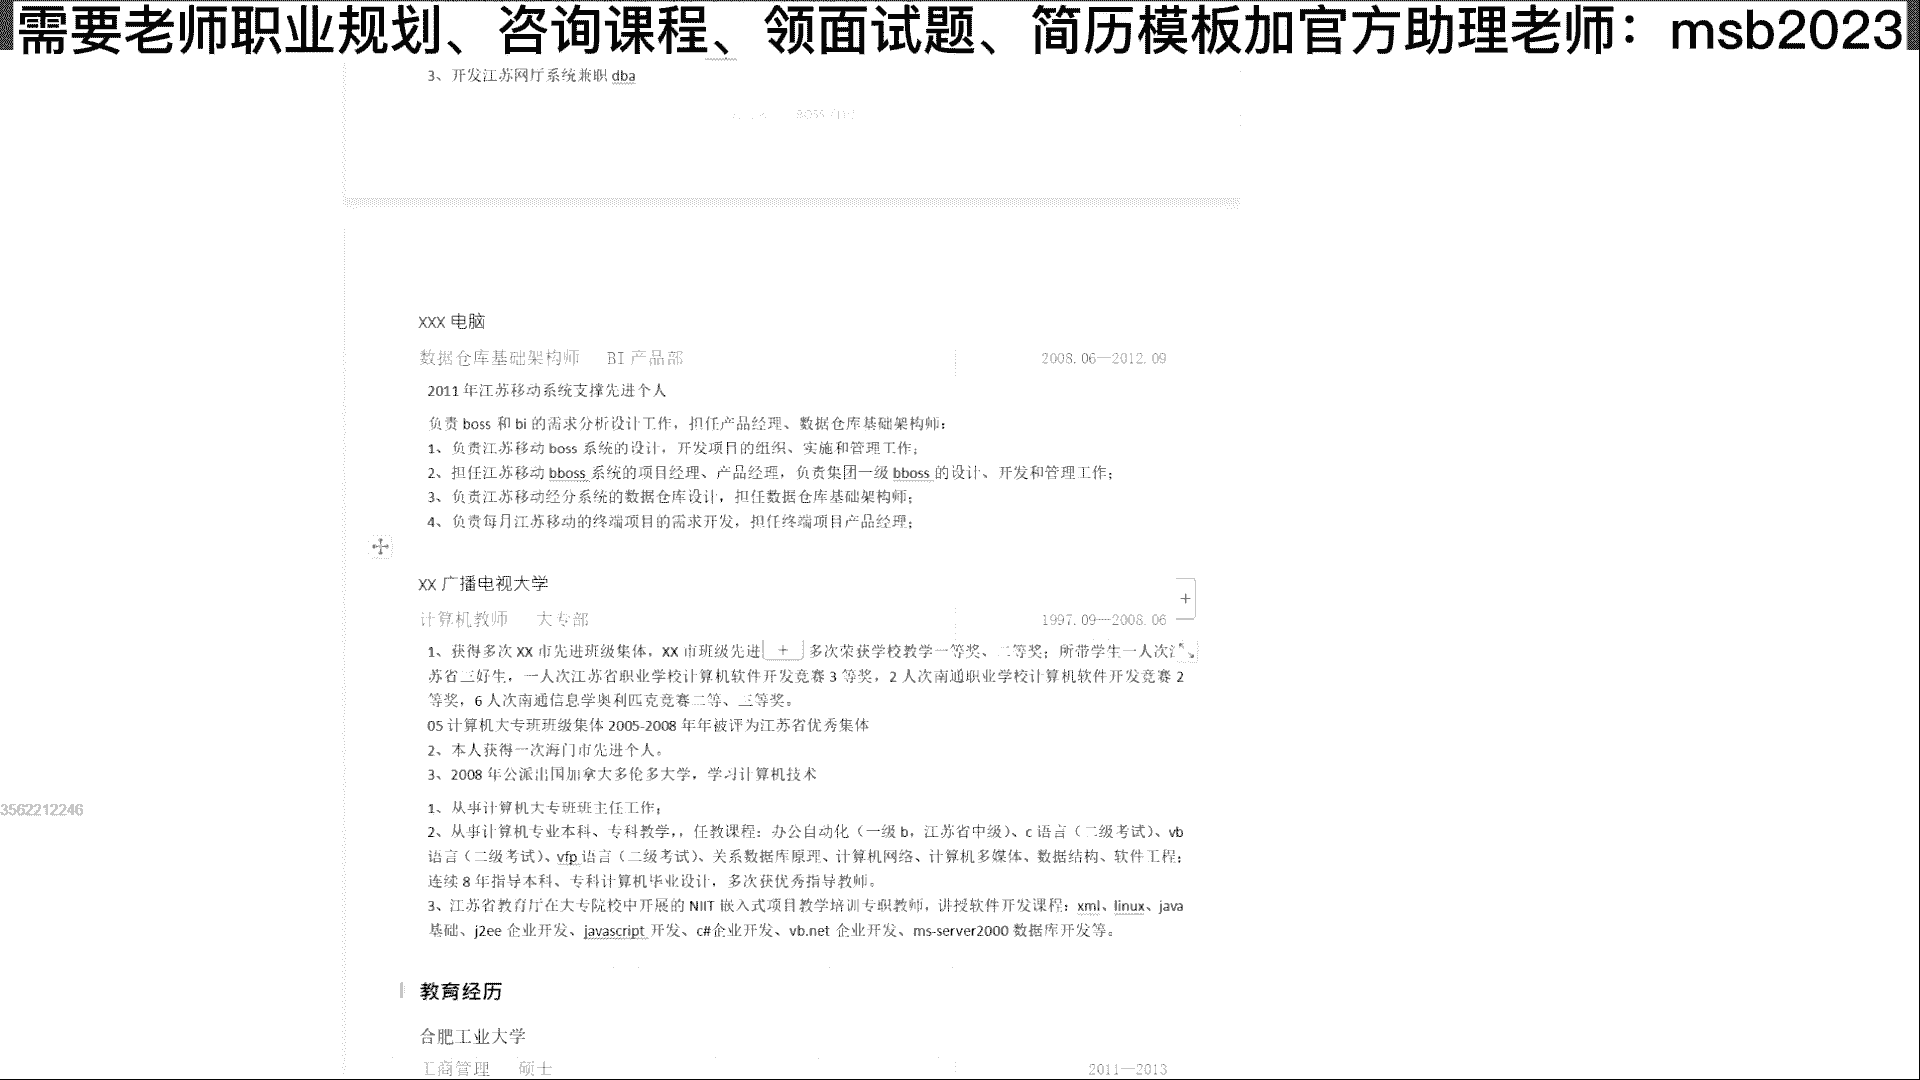 需要老师职业规划、咨询课程、领面试题、简历模板加官方助理老师：msb2023
3、开发江苏网厅系统兼职 dba
XXX 电脑
数据仓库基础架构师 BI 产品部 2008.06—2012.09
2011 年江苏移动系统支撑先进个人
负责 boss 和 bi 的需求分析设计工作，担任产品经理、数据仓库基础架构师：
1、负责江苏移动 boss 系统的设计，开发项目的组织、实施和管理工作；
2、担任江苏移动 bboss 系统的项目经理、产品经理，负责集团一级 bboss 的设计、开发和管理工作；
3、负责江苏移动经分系统的数据仓库设计，担任数据仓库基础架构师；
4、负责每月江苏移动的终端项目的需求开发，担任终端项目产品经理；
XX 广播电视大学
计算机教师 大专部 1997.09—2008.06
1、获得多次 XX 市先进班级集体，XX 市班级先进 多次荣获学校教学一等奖、二等奖；所带学生一人次江
苏省三好生，一人次江苏省职业学校计算机软件开发竞赛 3 等奖，2 人次南通职业学校计算机软件开发竞赛 2
等奖，6 人次南通信息学奥利匹克竞赛二等、三等奖。
05 计算机大专班班级集体 2005-2008 年年被评为江苏省优秀集体
2、本人获得一次海门市先进个人。
3、2008 年公派出国加拿大多伦多大学，学习计算机技术
1、从事计算机大专班班主任工作；
2、从事计算机专业本科、专科教学，，任教课程：办公自动化（一级 b，江苏省中级）、c 语言（二级考试）、vb
语言（二级考试）、vfp 语言（二级考试）、关系数据库原理、计算机网络、计算机多媒体、数据结构、软件工程；
3562212246
连续 8 年指导本科、专科计算机毕业设计，多次获优秀指导教师。
3、江苏省教育厅在大专院校中开展的 NIIT 嵌入式项目教学培训专职教师，讲授软件开发课程：xml、linux、java
基础、j2ee 企业开发、javascript 开发、c#企业开发、vb.net 企业开发、ms-server2000 数据库开发等。
教育经历
合肥工业大学
工商管理 硕士 2011—2013